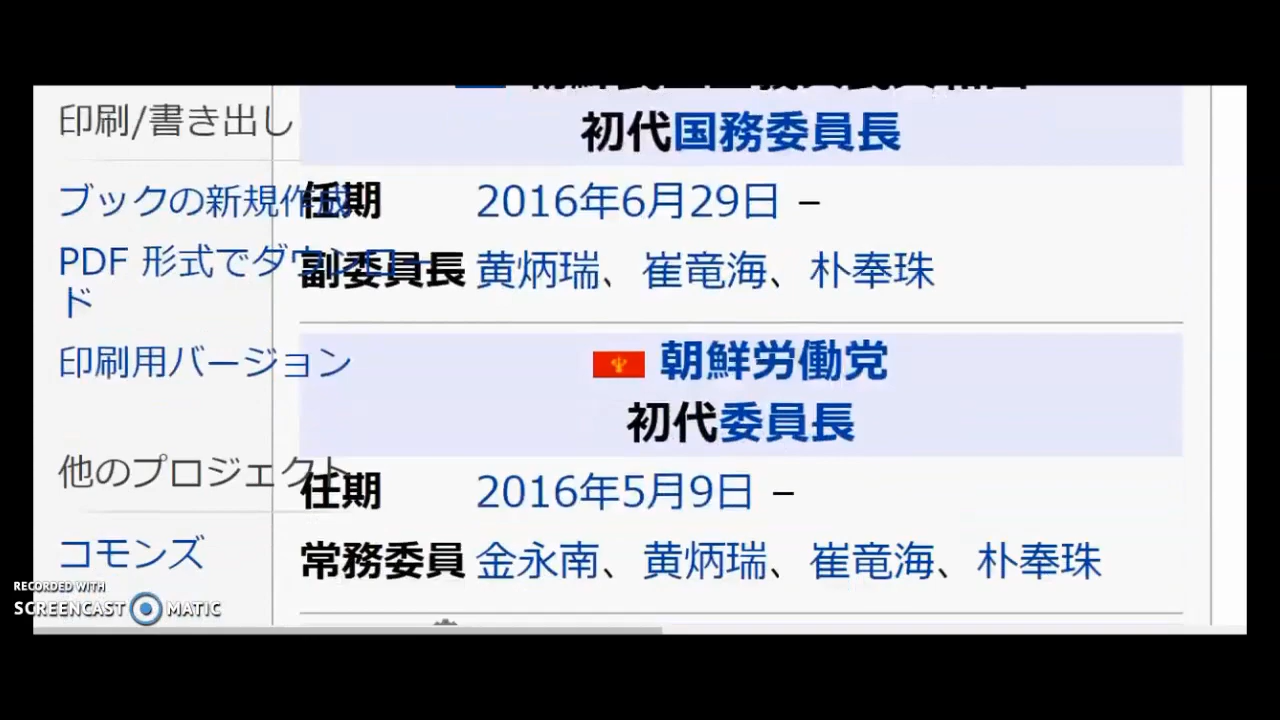 印刷/書き出し
ブックの新規作成
PDF 形式でダウンロー
ド
印刷用バージョン
他のプロジェクト
コモンズ
初代国務委員長
任期 2016年6月29日 –
副委員長 黄炳瑞、崔竜海、朴奉珠
朝鮮労働党
初代委員長
任期 2016年5月9日 –
常務委員 金永南、黄炳瑞、崔竜海、朴奉珠
RECORDED WITH
SCREENCAST MATIC